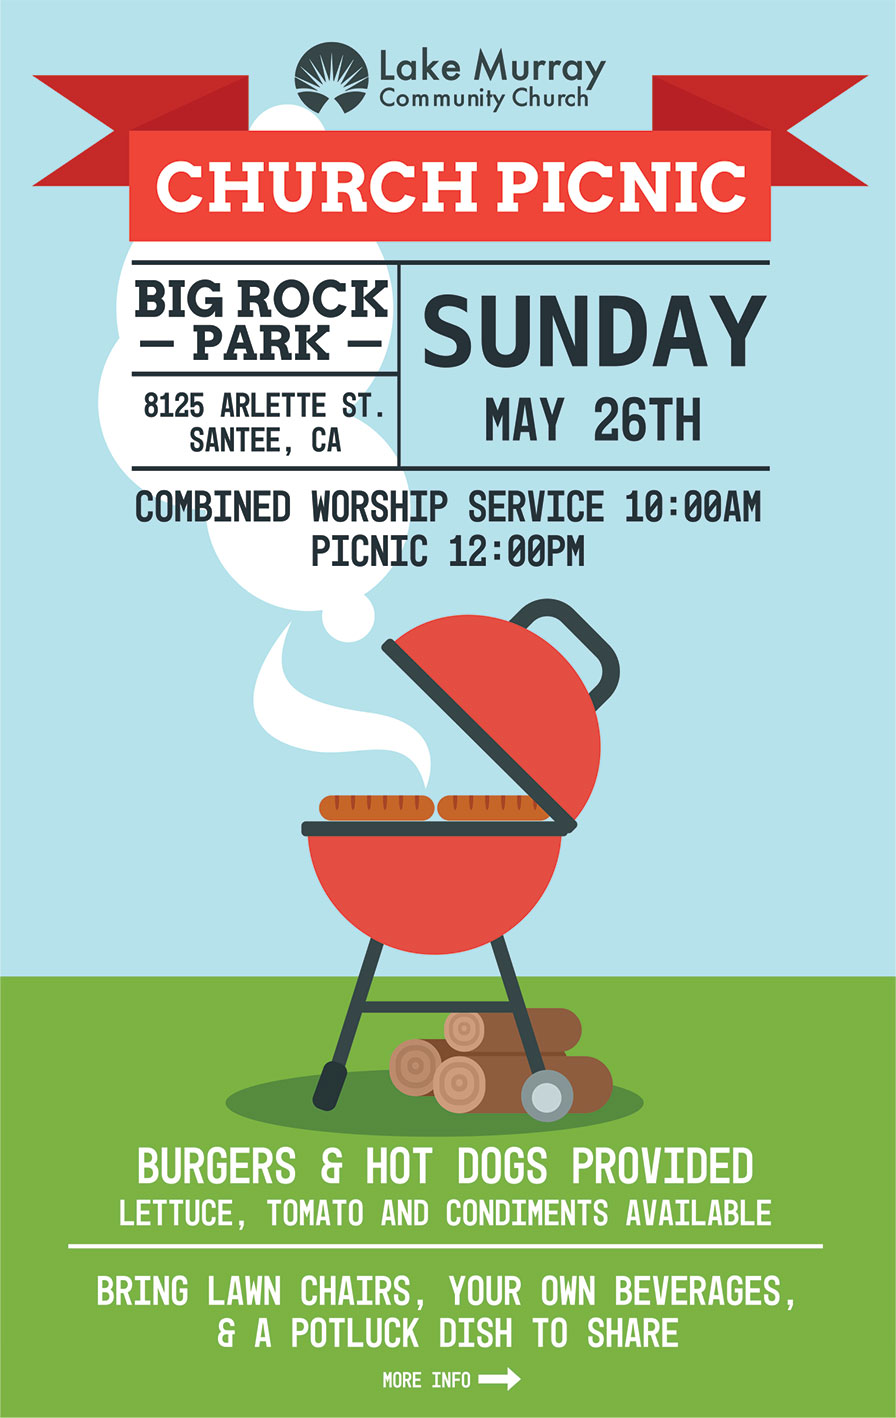 Lake Murray
Community Church
CHURCH PICNIC
BIG ROCK
— PARK —
8125 ARLETTE ST.
SANTEE, CA
SUNDAY
MAY 26TH
COMBINED WORSHIP SERVICE 10:00AM
PICNIC 12:00PM
BURGERS & HOT DOGS PROVIDED
LETTUCE, TOMATO AND CONDIMENTS AVAILABLE
BRING LAWN CHAIRS, YOUR OWN BEVERAGES,
& A POTLUCK DISH TO SHARE
MORE INFO